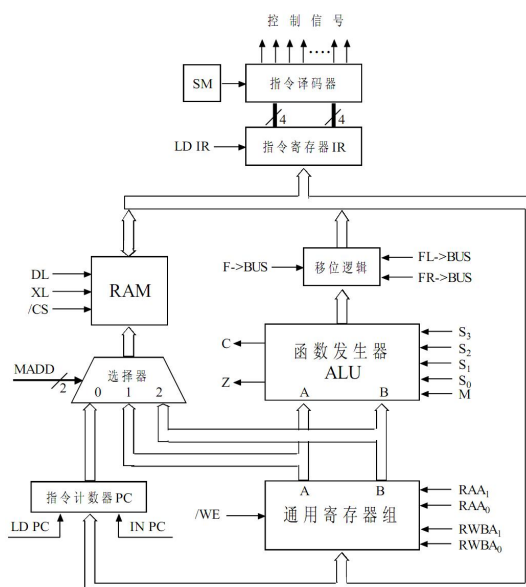 控制信号
SM
指令译码器
4
4
LD IR
指令寄存器IR
DL
XL
/CS
RAM
F->BUS
移位逻辑
FL->BUS
FR->BUS
MADD
2
选择器
0 1 2
C
Z
函数发生器
ALU
A B
S₃
S₂
S₁
S₀
M
指令计数器PC
LD PC
IN PC
/WE
A B
通用寄存器组
RAA₁
RAA₀
RWBA₁
RWBA₀